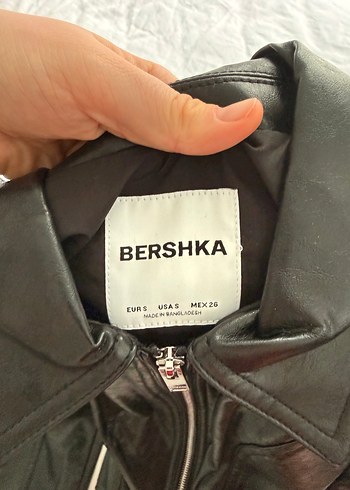 BERSHKA
EUR S USA S MEX 26
MADE IN BANGLADESH